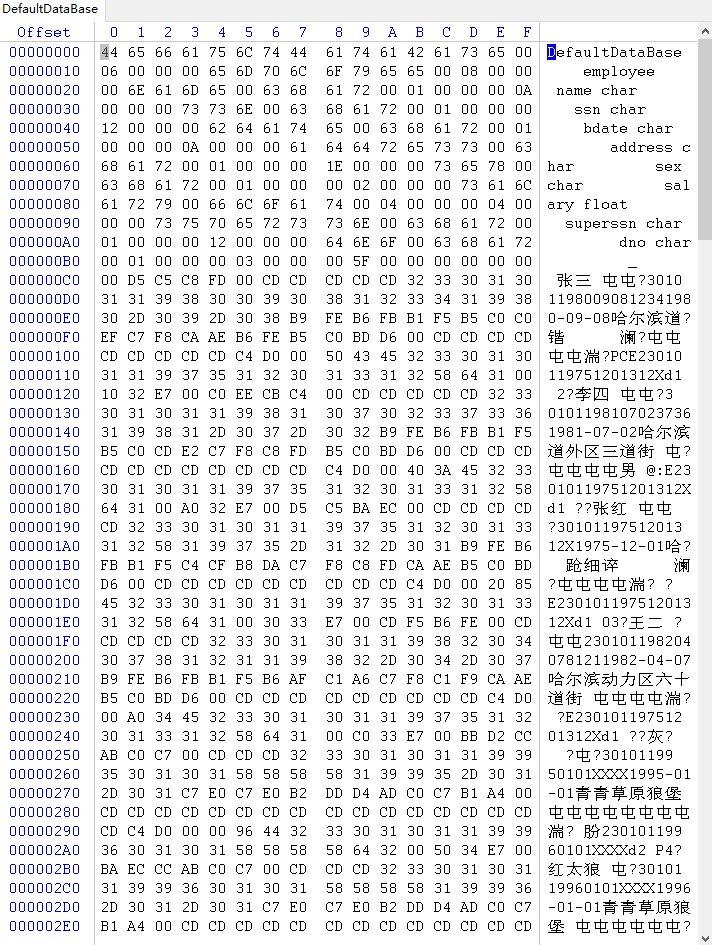 DefaultDataBase
Offset 0 1 2 3 4 5 6 7 8 9 A B C D E F
00000000 44 65 66 61 75 6C 74 44 61 74 61 42 61 73 65 00 DefaultDataBase
00000010 06 00 00 00 65 6D 70 6C 6F 79 65 65 00 08 00 00 employee
00000020 00 6E 61 6D 65 00 63 68 61 72 00 01 00 00 00 0A name char
00000030 00 00 00 73 73 6E 00 63 68 61 72 00 01 00 00 00 ssn char
00000040 12 00 00 00 62 64 61 74 65 00 63 68 61 72 00 01 bdate char
00000050 00 00 00 0A 00 00 00 61 64 64 72 65 73 73 00 63 address c
00000060 68 61 72 00 01 00 00 00 1E 00 00 00 73 65 78 00 har sex
00000070 63 68 61 72 00 01 00 00 00 02 00 00 00 73 61 6C char sal
00000080 61 72 79 00 66 6C 6F 61 74 00 04 00 00 00 04 00 ary float
00000090 00 00 73 75 70 65 72 73 73 6E 00 63 68 61 72 00 superssn char
000000A0 01 00 00 00 12 00 00 00 64 6E 6F 00 63 68 61 72 dno char
000000B0 00 01 00 00 00 03 00 00 00 5F 00 00 00 00 00 00 _
000000C0 00 D5 C5 C8 FD 00 CD CD CD CD CD 32 33 30 31 30 张三 屯屯?3010
000000D0 31 31 39 38 30 30 39 30 38 31 32 33 34 31 39 38 1198009081234198
000000E0 30 2D 30 39 2D 30 38 B9 FE B6 FB B1 F5 B5 C0 C0 0-09-08哈尔滨道?
000000F0 EF C7 F8 CA AE B6 FE B5 C0 BD D6 00 CD CD CD CD 锴 澜?屯屯
00000100 CD CD CD CD CD C4 D0 00 50 43 45 32 33 30 31 30 屯屯湍?PCE23010
00000110 31 31 39 37 35 31 32 30 31 33 31 32 58 64 31 00 119751201312Xd1
00000120 10 32 E7 00 C0 EE CB C4 00 CD CD CD CD CD 32 33 2?李四 屯屯?3
00000130 30 31 30 31 31 39 38 31 30 37 30 32 33 37 33 36 0101198107023736
00000140 31 39 38 31 2D 30 37 2D 30 32 B9 FE B6 FB B1 F5 1981-07-02哈尔滨
00000150 B5 C0 CD E2 C7 F8 C8 FD B5 C0 BD D6 00 CD CD CD 道外区三道街 屯
00000160 CD CD CD CD CD CD CD CD C4 D0 00 40 3A 45 32 33 屯屯屯屯男 @:E23
00000170 30 31 30 31 31 39 37 35 31 32 30 31 33 31 32 58 010119751201312X
00000180 64 31 00 A0 32 E7 00 D5 C5 BA EC 00 CD CD CD CD d1 ??张红 屯屯
00000190 CD 32 33 30 31 30 31 31 39 37 35 31 32 30 31 33 ?3010119751201​3
000001A0 31 32 58 31 39 37 35 2D 31 32 2D 30 31 B9 FE B6 12X1975-12-01哈?
000001B0 FB B1 F5 C4 CF B8 DA C7 F8 C8 FD CA AE B5 C0 BD 跄细谇 澜
000001C0 D6 00 CD CD CD CD CD CD CD CD C4 D0 00 20 85 ?屯屯屯屯湍? ?
000001D0 45 32 33 30 31 30 31 31 39 37 35 31 32 30 31 33 E230101197512013
000001E0 31 32 58 64 31 00 30 33 E7 00 CD F5 B6 FE 00 CD 12Xd1 03?王二 ?
000001F0 CD CD CD CD 32 33 30 31 30 31 31 39 38 32 30 34 屯屯230101198204
00000200 30 37 38 31 32 31 31 39 38 32 2D 30 34 2D 30 37 0781211982-04-07
00000210 B9 FE B6 FB B1 F5 B6 AF C1 A6 C7 F8 C1 F9 CA AE 哈尔滨动力区六十
00000220 B5 C0 BD D6 00 CD CD CD CD CD CD CD CD CD C4 D0 道街 屯屯屯屯湍?
00000230 00 A0 34 45 32 33 30 31 30 31 31 39 37 35 31 32 ?E230101197512
00000240 30 31 33 31 32 58 64 31 00 C0 33 E7 00 BB D2 CC 01312Xd1 ??灰?
00000250 AB C0 C7 00 CD CD CD 32 33 30 31 30 31 31 39 39 ?屯?30101199
00000260 35 30 31 30 31 58 58 58 58 31 39 39 35 2D 30 31 50101XXXX1995-01
00000270 2D 30 31 C7 E0 C7 E0 B2 DD D4 AD C0 C7 B1 A4 00 -01青青草原狼堡
00000280 CD CD CD CD CD CD CD CD CD CD CD CD CD CD CD CD 屯屯屯屯屯屯屯屯
00000290 CD C4 D0 00 00 96 44 32 33 30 31 30 31 31 39 39 湍? 朌230101199
000002A0 36 30 31 30 31 58 58 58 58 64 32 00 50 34 E7 00 60101XXXXd2 P4?
000002B0 BA EC CC AB C0 C7 00 CD CD CD 32 33 30 31 30 31 红太狼 屯?30101
000002C0 31 39 39 36 30 31 30 31 58 58 58 58 31 39 39 36 19960101XXXX1996
000002D0 2D 30 31 2D 30 31 C7 E0 C7 E0 B2 DD D4 AD C0 C7 -01-01青青草原狼
000002E0 B1 A4 00 CD CD CD CD CD CD CD CD CD CD CD CD CD 堡 屯屯屯屯屯屯?